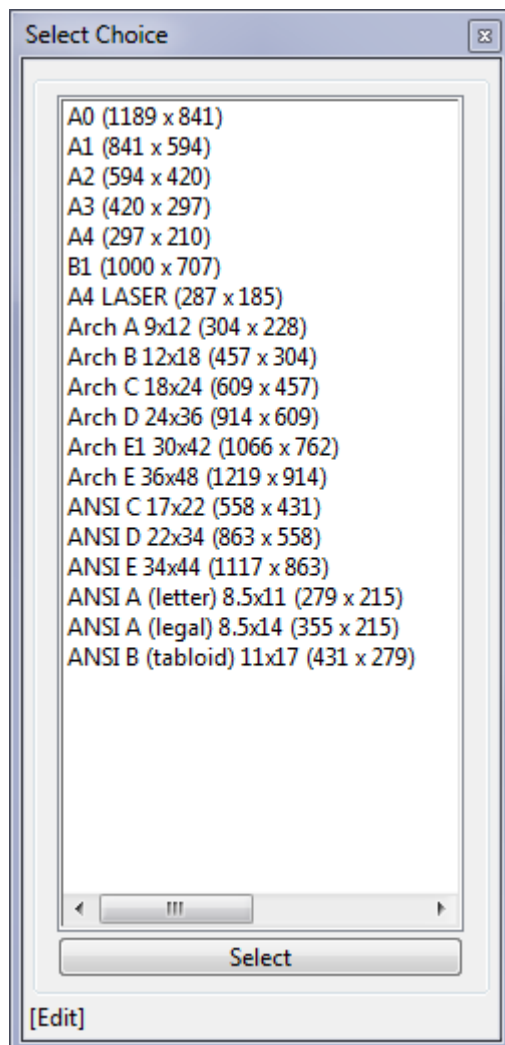 Select Choice
A0 (1189 x 841)
A1 (841 x 594)
A2 (594 x 420)
A3 (420 x 297)
A4 (297 x 210)
B1 (1000 x 707)
A4 LASER (287 x 185)
Arch A 9x12 (304 x 228)
Arch B 12x18 (457 x 304)
Arch C 18x24 (609 x 457)
Arch D 24x36 (914 x 609)
Arch E1 30x42 (1066 x 762)
Arch E 36x48 (1219 x 914)
ANSI C 17x22 (558 x 431)
ANSI D 22x34 (863 x 558)
ANSI E 34x44 (1117 x 863)
ANSI A (letter) 8.5x11 (279 x 215)
ANSI A (legal) 8.5x14 (355 x 215)
ANSI B (tabloid) 11x17 (431 x 279)
Select
[Edit]